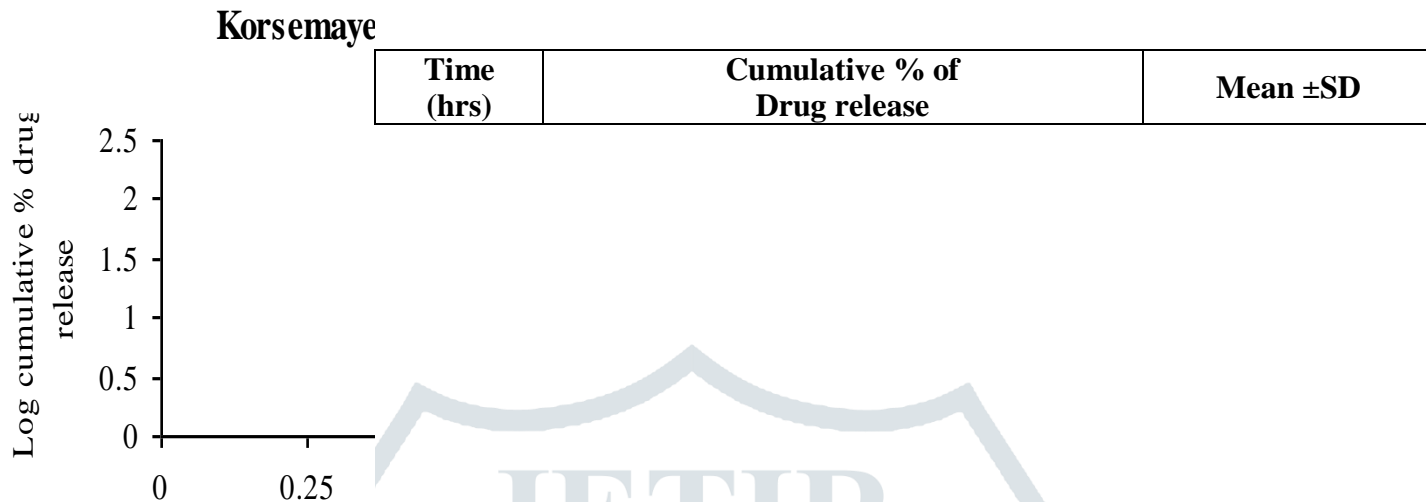 Korsemaye
Time
(hrs)
Cumulative % of
Drug release
Mean ±SD
Log cumulative % drug
release
2.5
2
1.5
1
0.5
0
0
0.25
JETIR